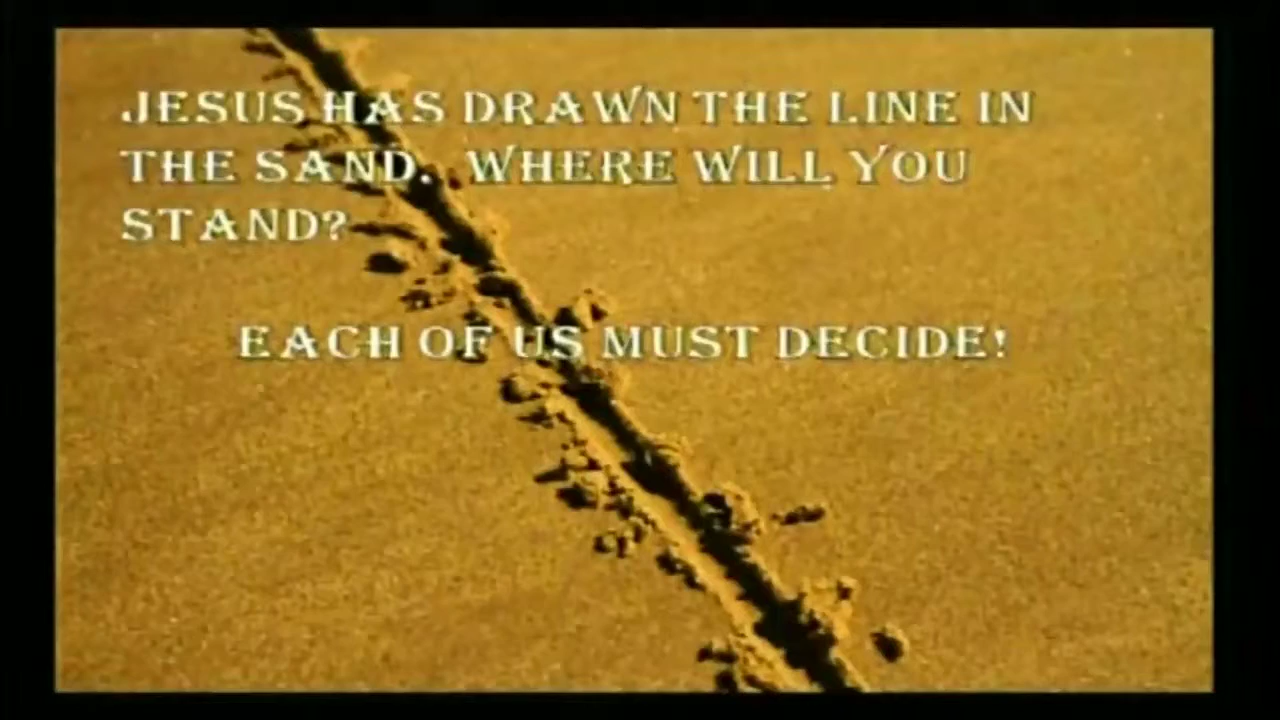 JESUS HAS DRAWN THE LINE IN
THE SAND. WHERE WILL YOU
STAND?
EACH OF US MUST DECIDE!